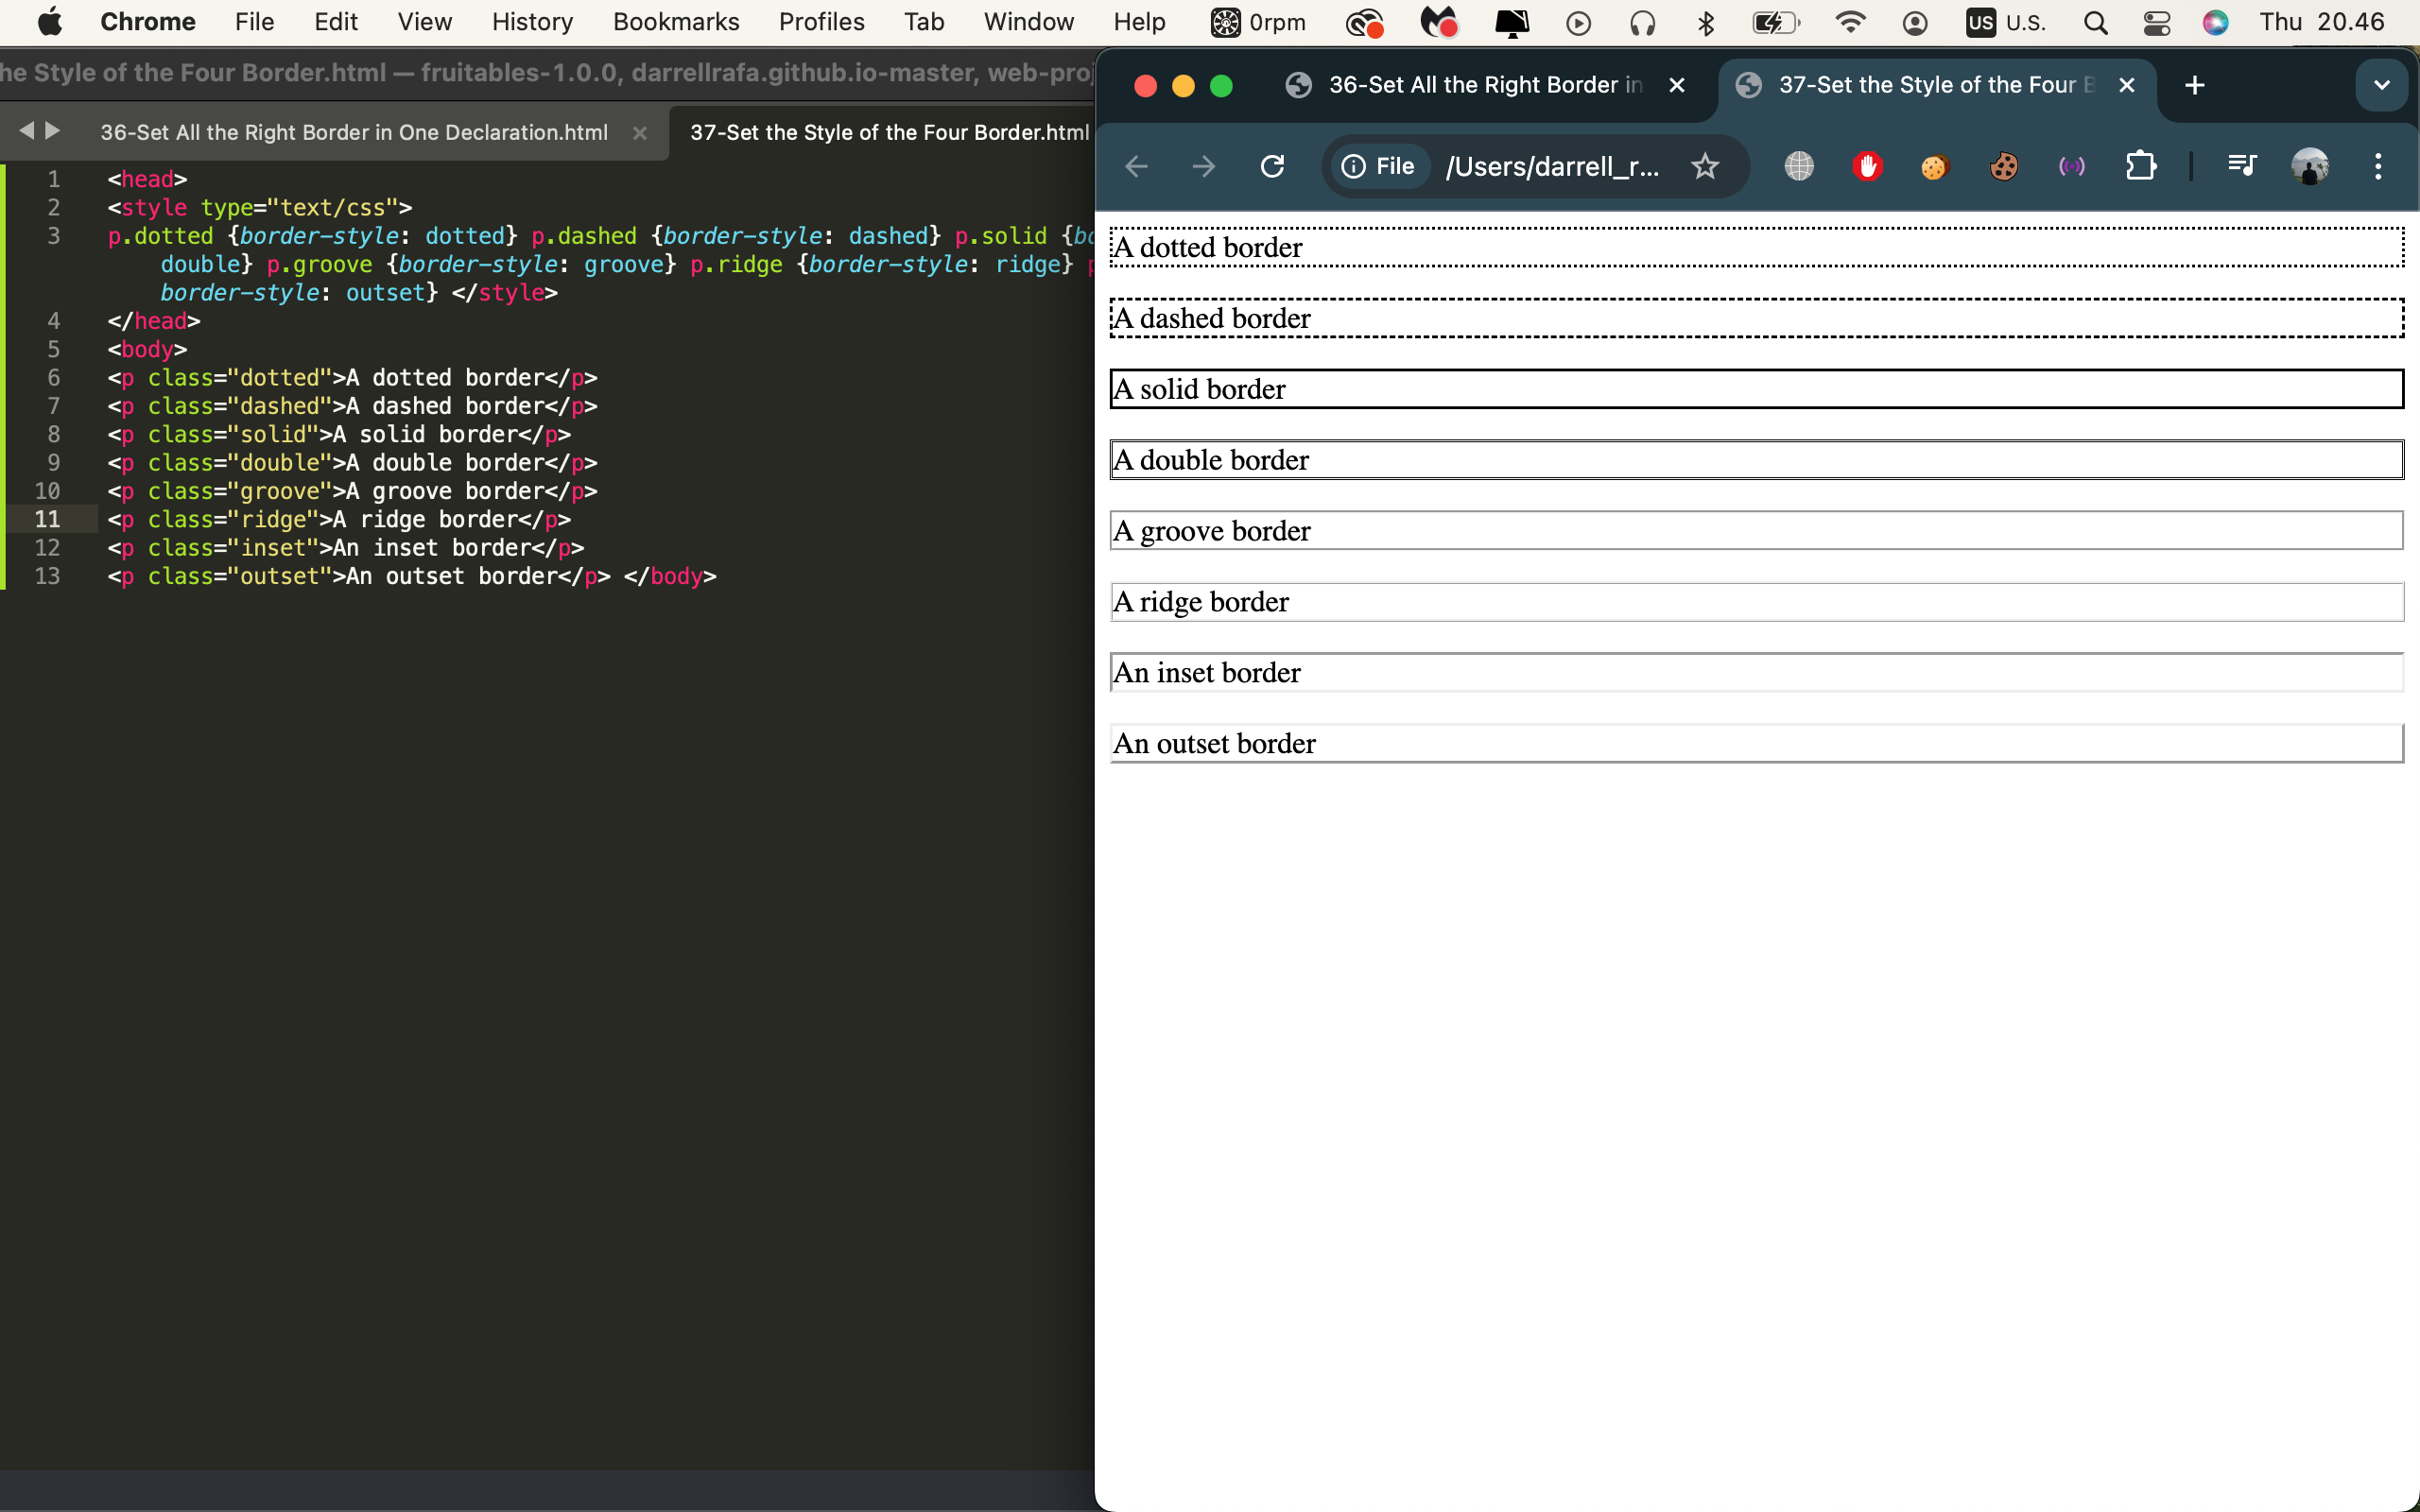 Chrome File Edit View History Bookmarks Profiles Tab Window Help 0rpm US U.S. Thu 20.46
he Style of the Four Border.html — fruitables-1.0.0, darrellrafa.github.io-master, web-proj
36-Set All the Right Border in One Declaration.html 37-Set the Style of the Four Border.html
1 <head>
2 <style type="text/css">
3 p.dotted {border-style: dotted} p.dashed {border-style: dashed} p.solid {bo
double} p.groove {border-style: groove} p.ridge {border-style: ridge} p
border-style: outset} </style>
4 </head>
5 <body>
6 <p class="dotted">A dotted border</p>
7 <p class="dashed">A dashed border</p>
8 <p class="solid">A solid border</p>
9 <p class="double">A double border</p>
10 <p class="groove">A groove border</p>
11 <p class="ridge">A ridge border</p>
12 <p class="inset">An inset border</p>
13 <p class="outset">An outset border</p> </body>
36-Set All the Right Border in 37-Set the Style of the Four B
File /Users/darrell_r...
A dotted border
A dashed border
A solid border
A double border
A groove border
A ridge border
An inset border
An outset border